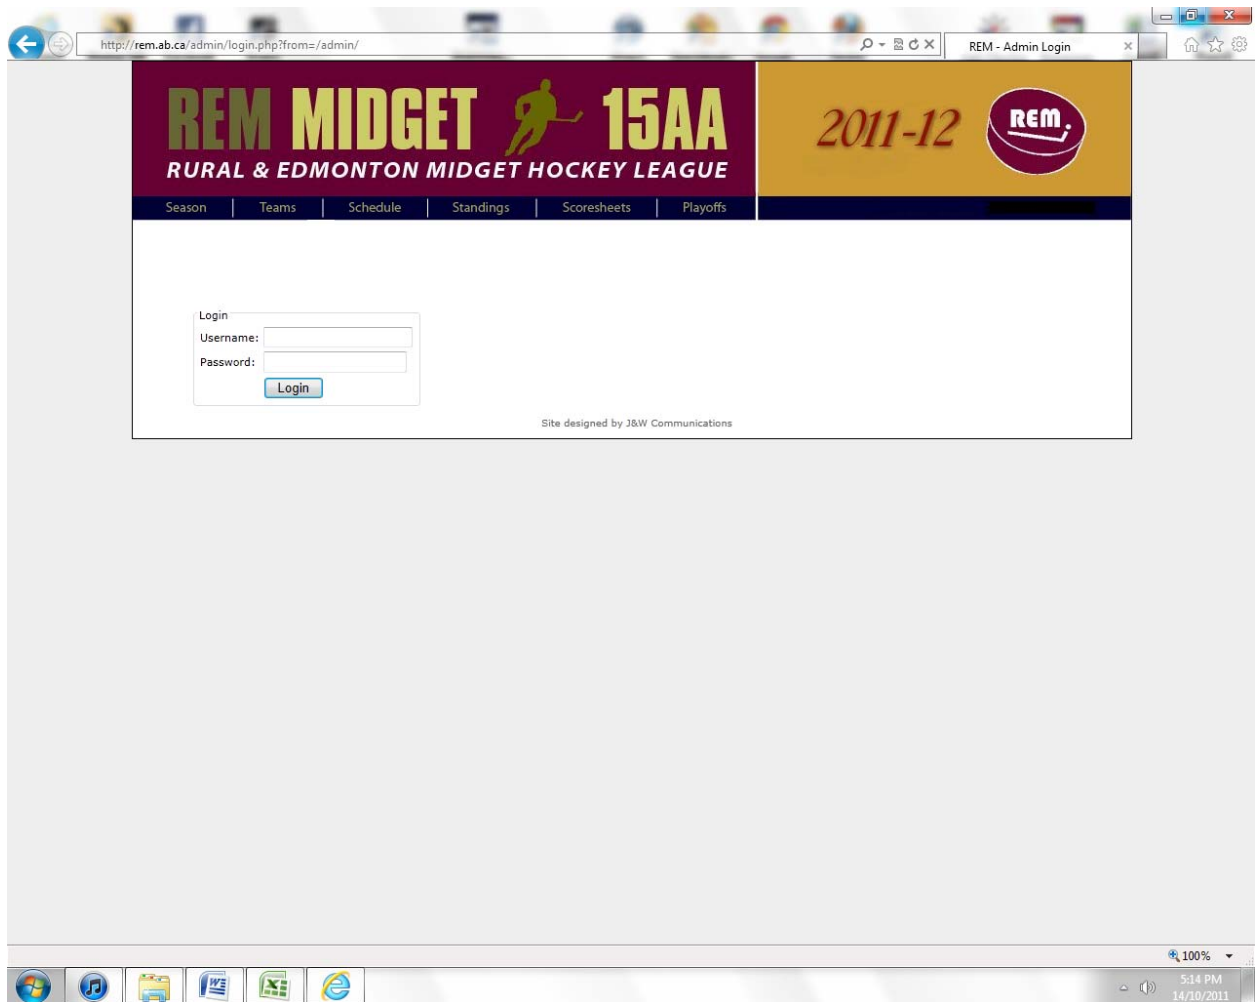 http://rem.ab.ca/admin/login.php?from=/admin/
REM - Admin Login
REM MIDGET 15AA
RURAL & EDMONTON MIDGET HOCKEY LEAGUE
2011-12
REM.
Season
Teams
Schedule
Standings
Scoresheets
Playoffs
Login
Username:
Password:
Login
Site designed by J&W Communications
100%
5:14 PM
14/10/2011